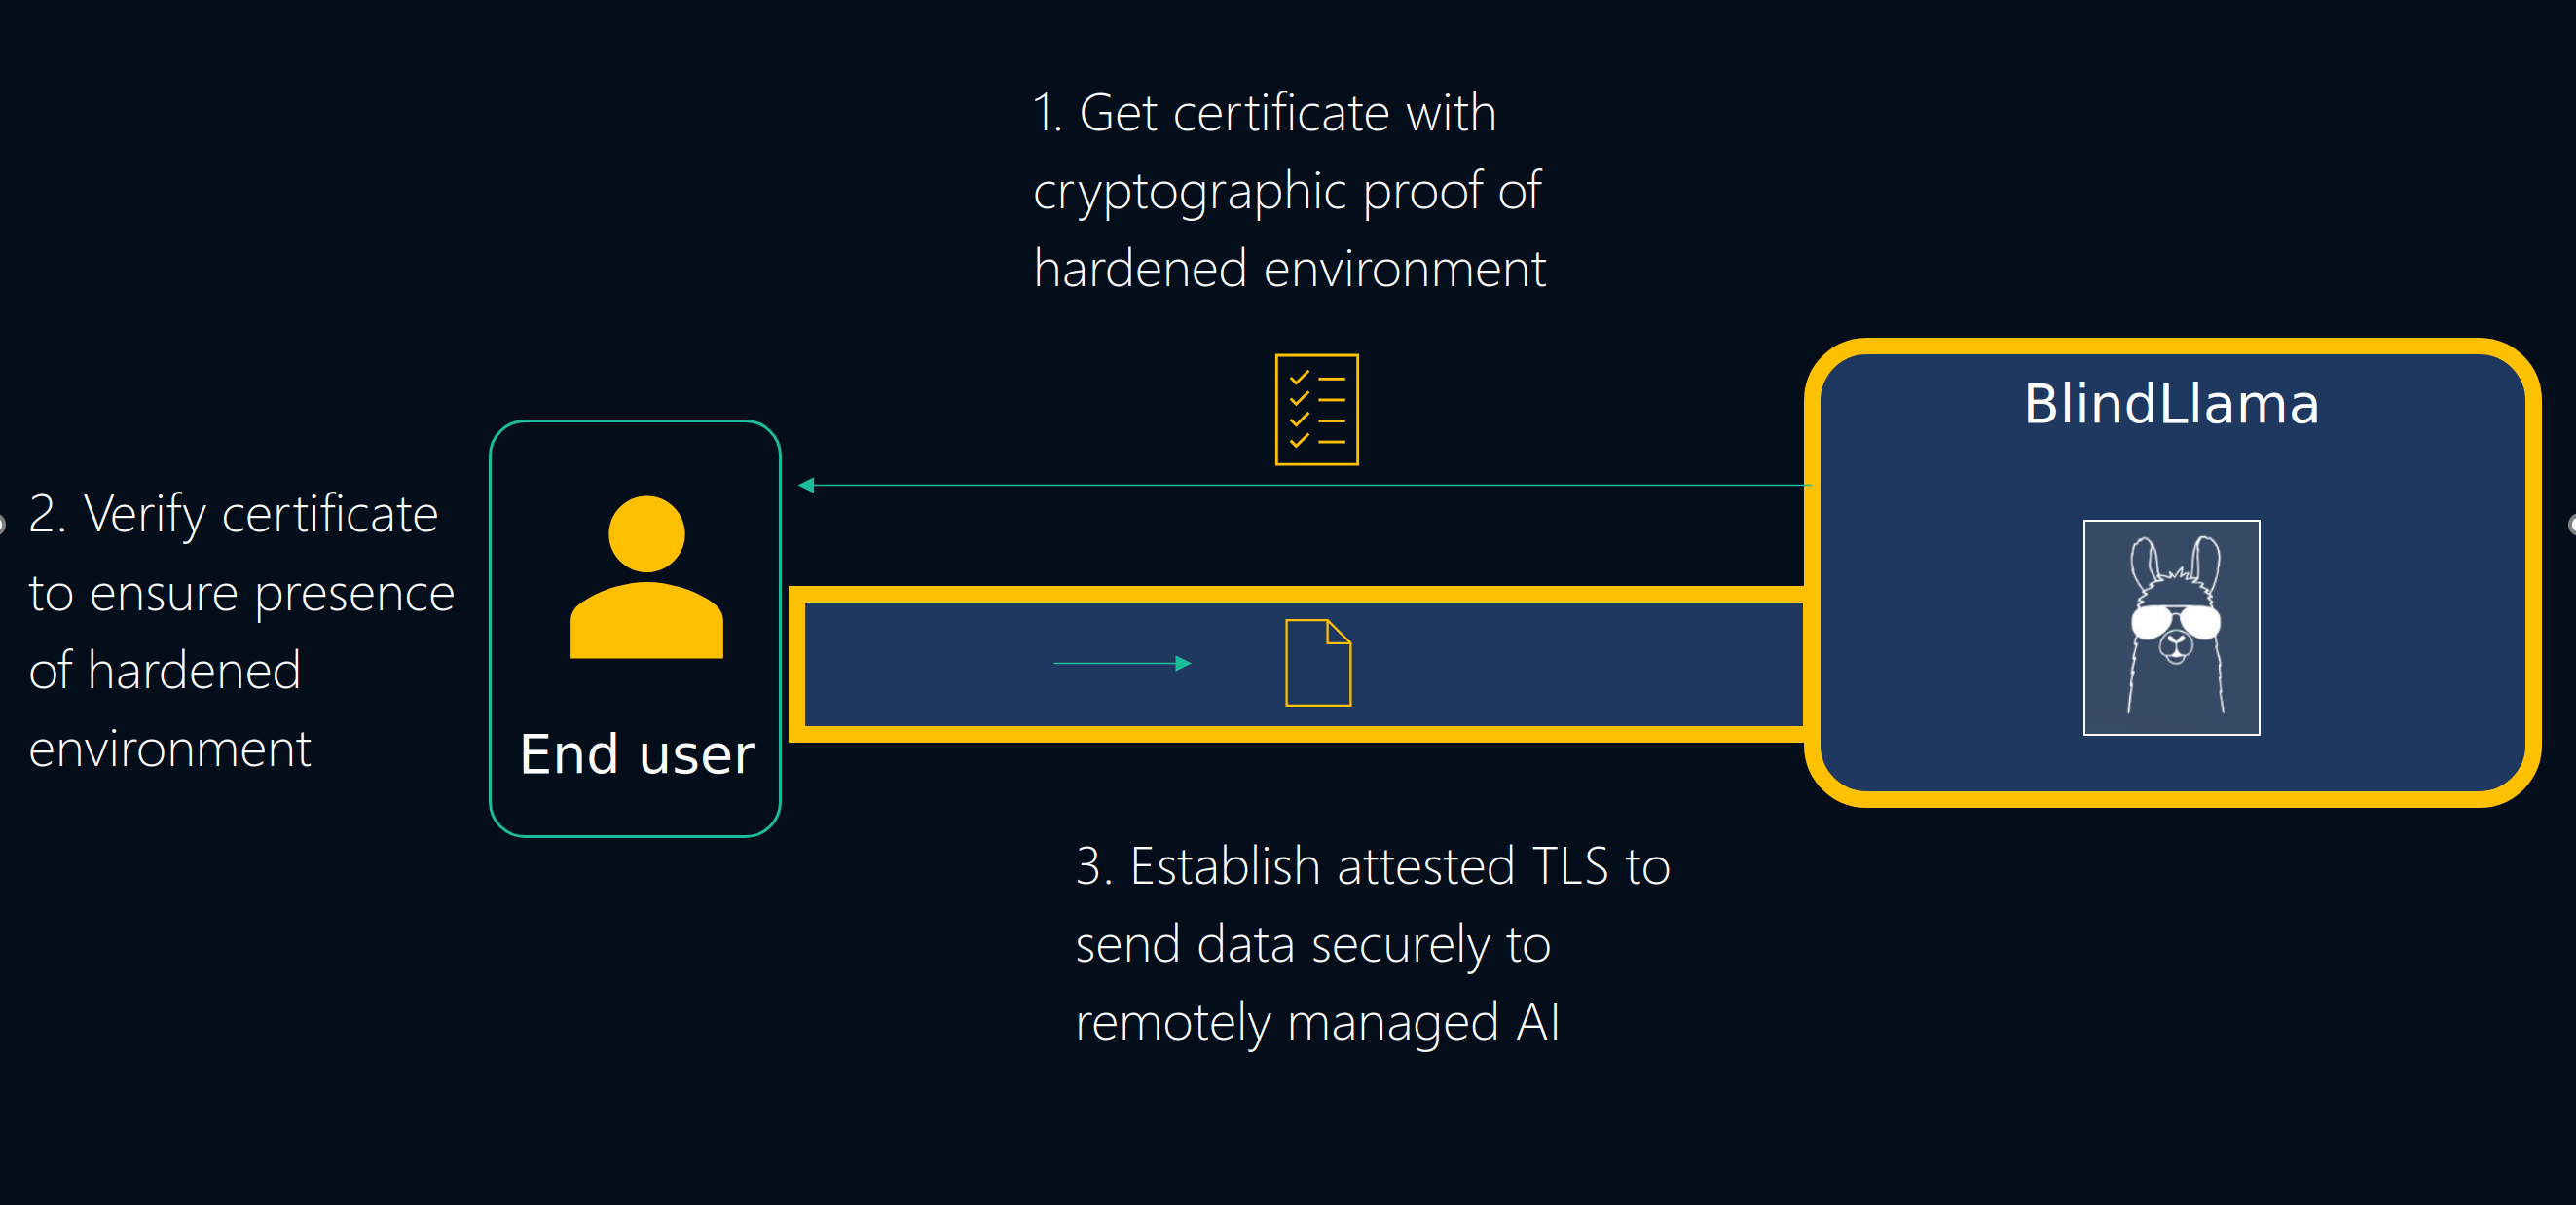 1. Get certificate with
cryptographic proof of
hardened environment
BlindLlama
2. Verify certificate
to ensure presence
of hardened
environment
End user
3. Establish attested TLS to
send data securely to
remotely managed AI